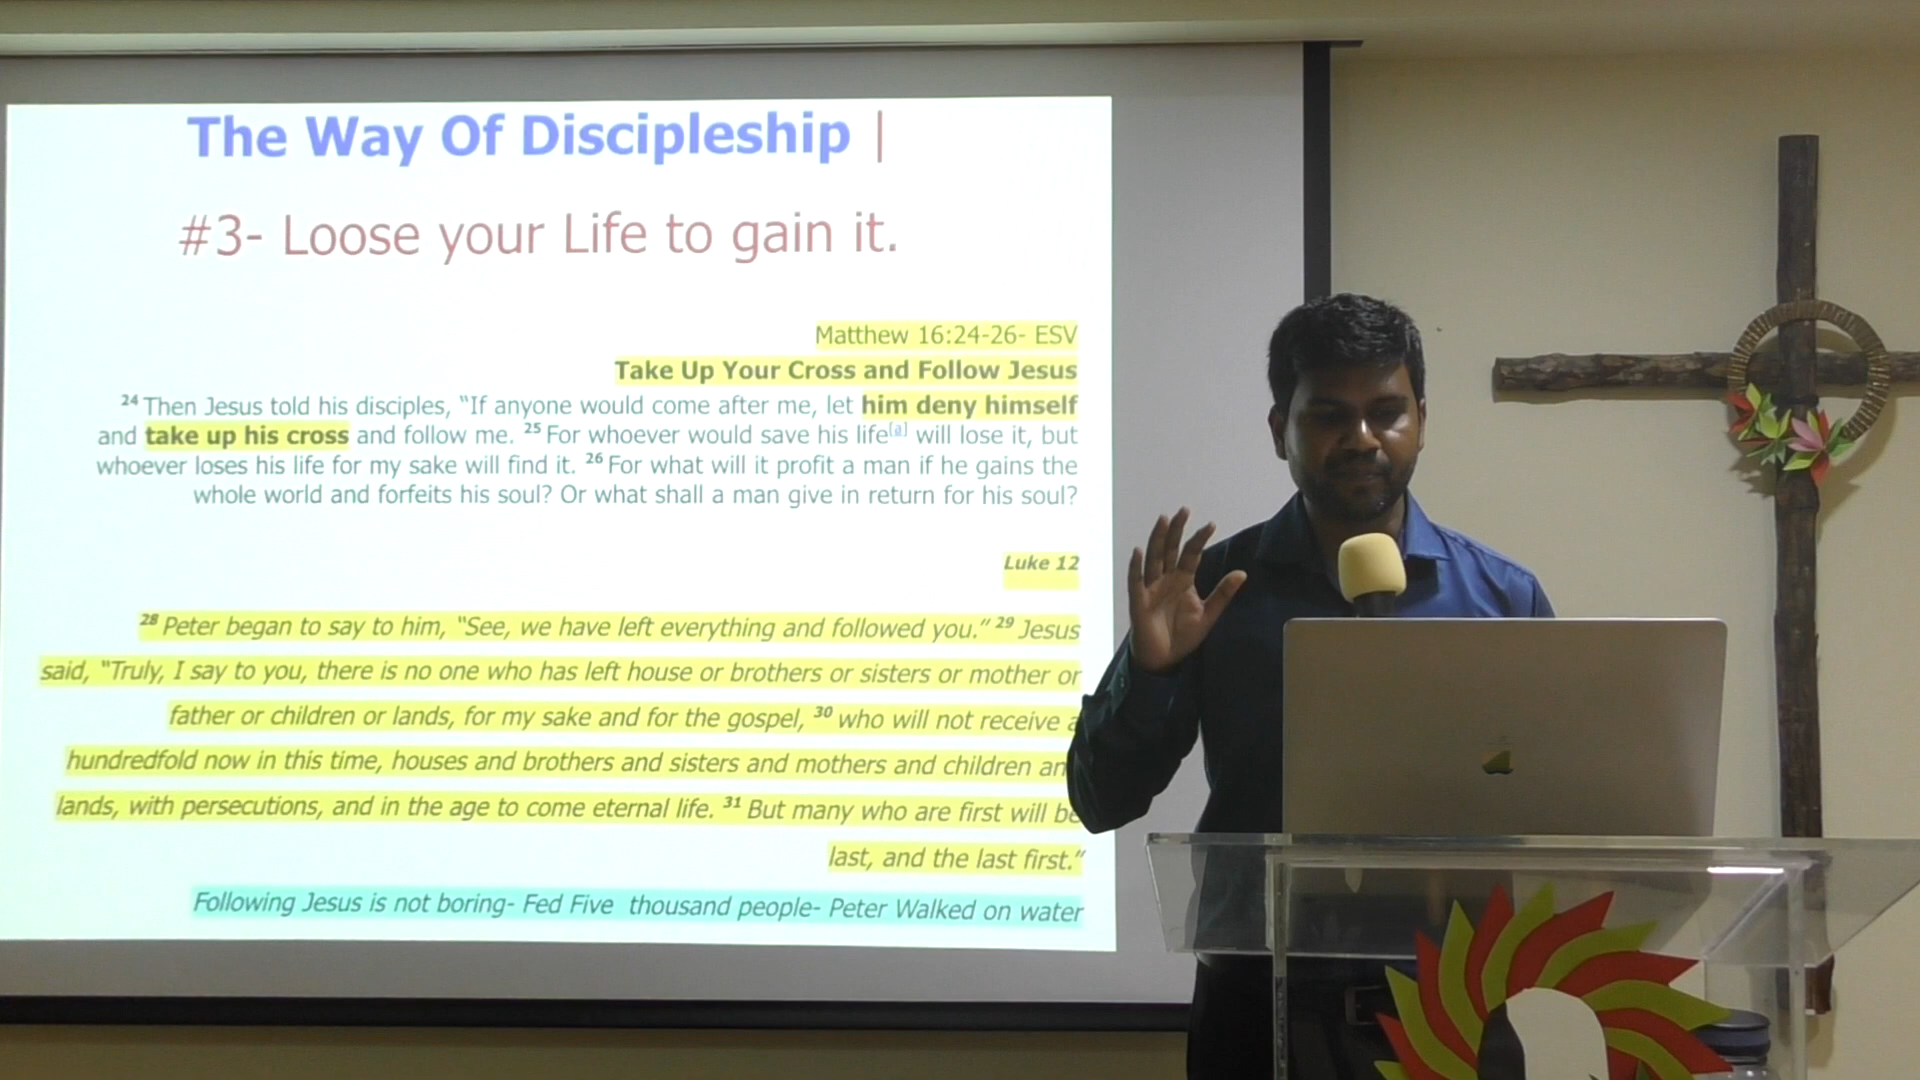 The Way Of Discipleship |
#3- Loose your Life to gain it.
Matthew 16:24-26- ESV
Take Up Your Cross and Follow Jesus
24 Then Jesus told his disciples, “If anyone would come after me, let him deny himself
and take up his cross and follow me. 25 For whoever would save his life[a] will lose it, but
whoever loses his life for my sake will find it. 26 For what will it profit a man if he gains the
whole world and forfeits his soul? Or what shall a man give in return for his soul?
Luke 12
28 Peter began to say to him, “See, we have left everything and followed you.” 29 Jesus
said, “Truly, I say to you, there is no one who has left house or brothers or sisters or mother or
father or children or lands, for my sake and for the gospel, 30 who will not receive a
hundredfold now in this time, houses and brothers and sisters and mothers and children an
lands, with persecutions, and in the age to come eternal life. 31 But many who are first will be
last, and the last first.”
Following Jesus is not boring- Fed Five thousand people- Peter Walked on water